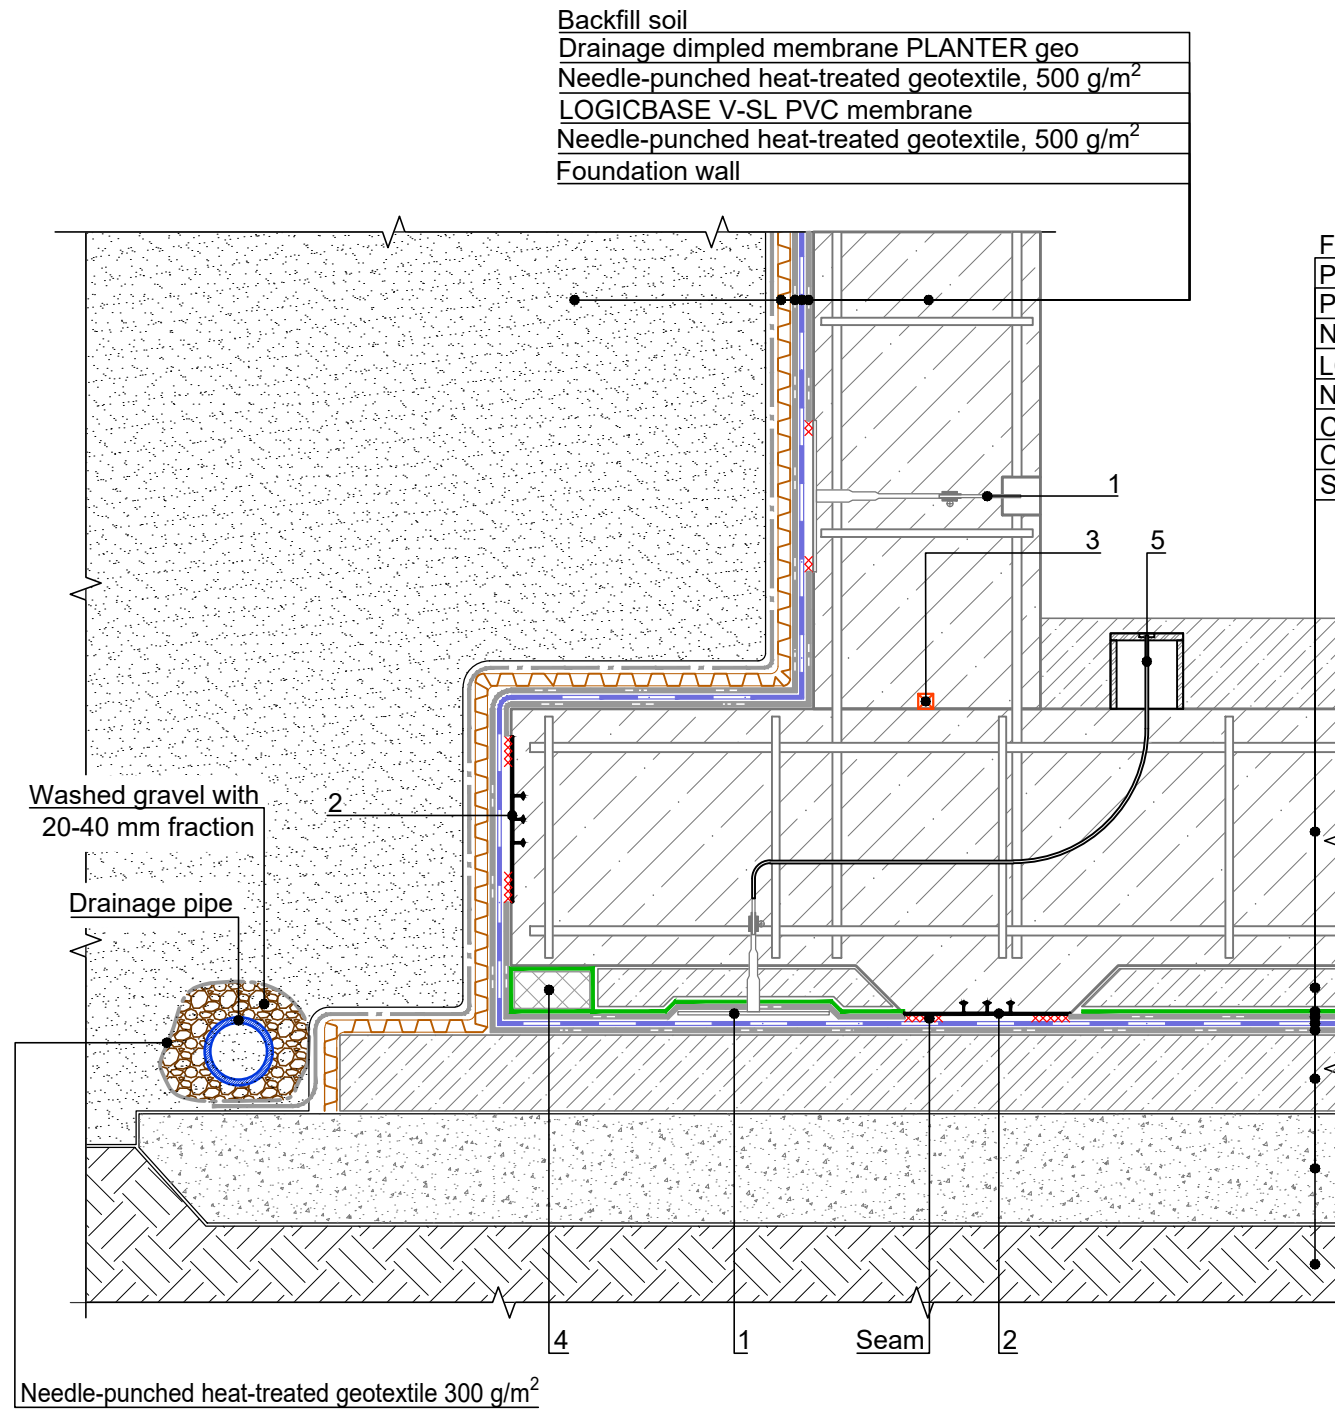 Backfill soil
Drainage dimpled membrane PLANTER geo
Needle-punched heat-treated geotextile, 500 g/m²
LOGICBASE V-SL PVC membrane
Needle-punched heat-treated geotextile, 500 g/m²
Foundation wall
F
P
P
N
L
N
C
C
S
1
3
5
Washed gravel with
20-40 mm fraction
2
Drainage pipe
4
1
Seam
2
Needle-punched heat-treated geotextile 300 g/m²